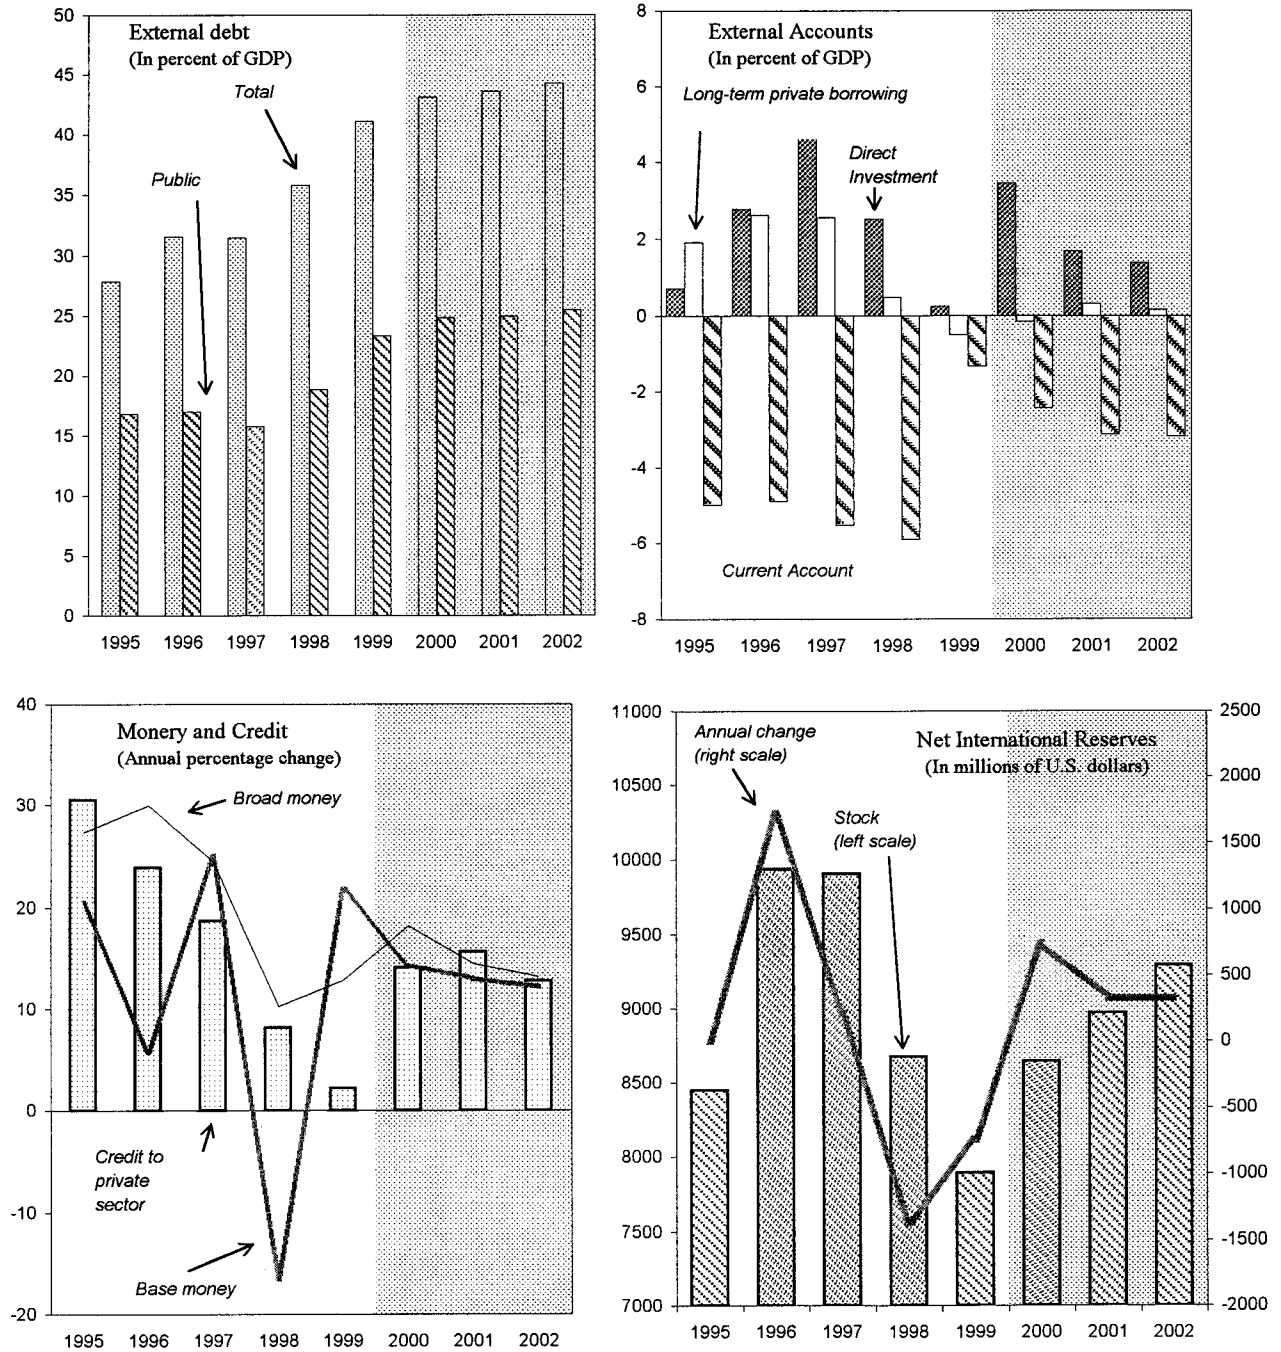 External debt
(In percent of GDP)
Total
Public
50
45
40
35
30
25
20
15
10
5
0
1995 1996 1997 1998 1999 2000 2001 2002
External Accounts
(In percent of GDP)
Long-term private borrowing
Direct
Investment
Current Account
8
6
4
2
0
-2
-4
-6
-8
1995 1996 1997 1998 1999 2000 2001 2002
Monery and Credit
(Annual percentage change)
Broad money
Credit to
private
sector
Base money
40
30
20
10
0
-10
-20
1995 1996 1997 1998 1999 2000 2001 2002
Net International Reserves
(In millions of U.S. dollars)
Annual change
(right scale)
Stock
(left scale)
11000
10500
10000
9500
9000
8500
8000
7500
7000
2500
2000
1500
1000
500
0
-500
-1000
-1500
-2000
1995 1996 1997 1998 1999 2000 2001 2002